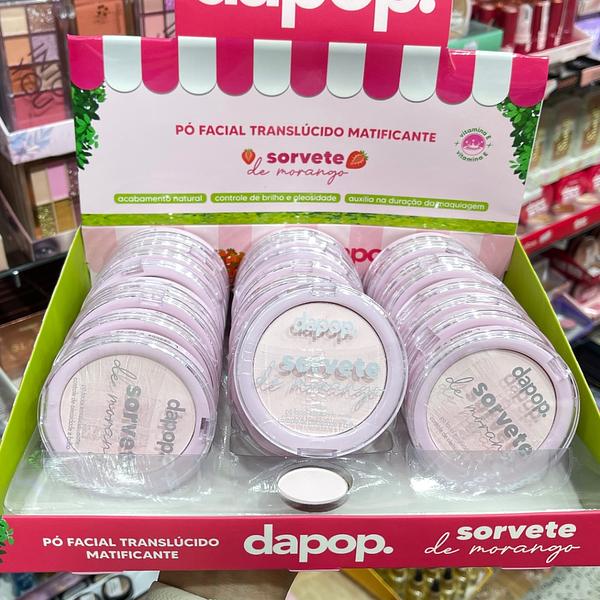 dapop.
PÓ FACIAL TRANSLÚCIDO MATIFICANTE
sorvete
de morango
vitamina E
vitamina E
acabamento natural
controle de brilho e oleosidade
auxilia na duração da maquiagem
dapop.
dapop.
sorvete
de morango
dapop.
sorvete
de morango
dapop.
sorvete
de morango
PÓ FACIAL TRANSLÚCIDO
MATIFICANTE
dapop.
sorvete
de morango